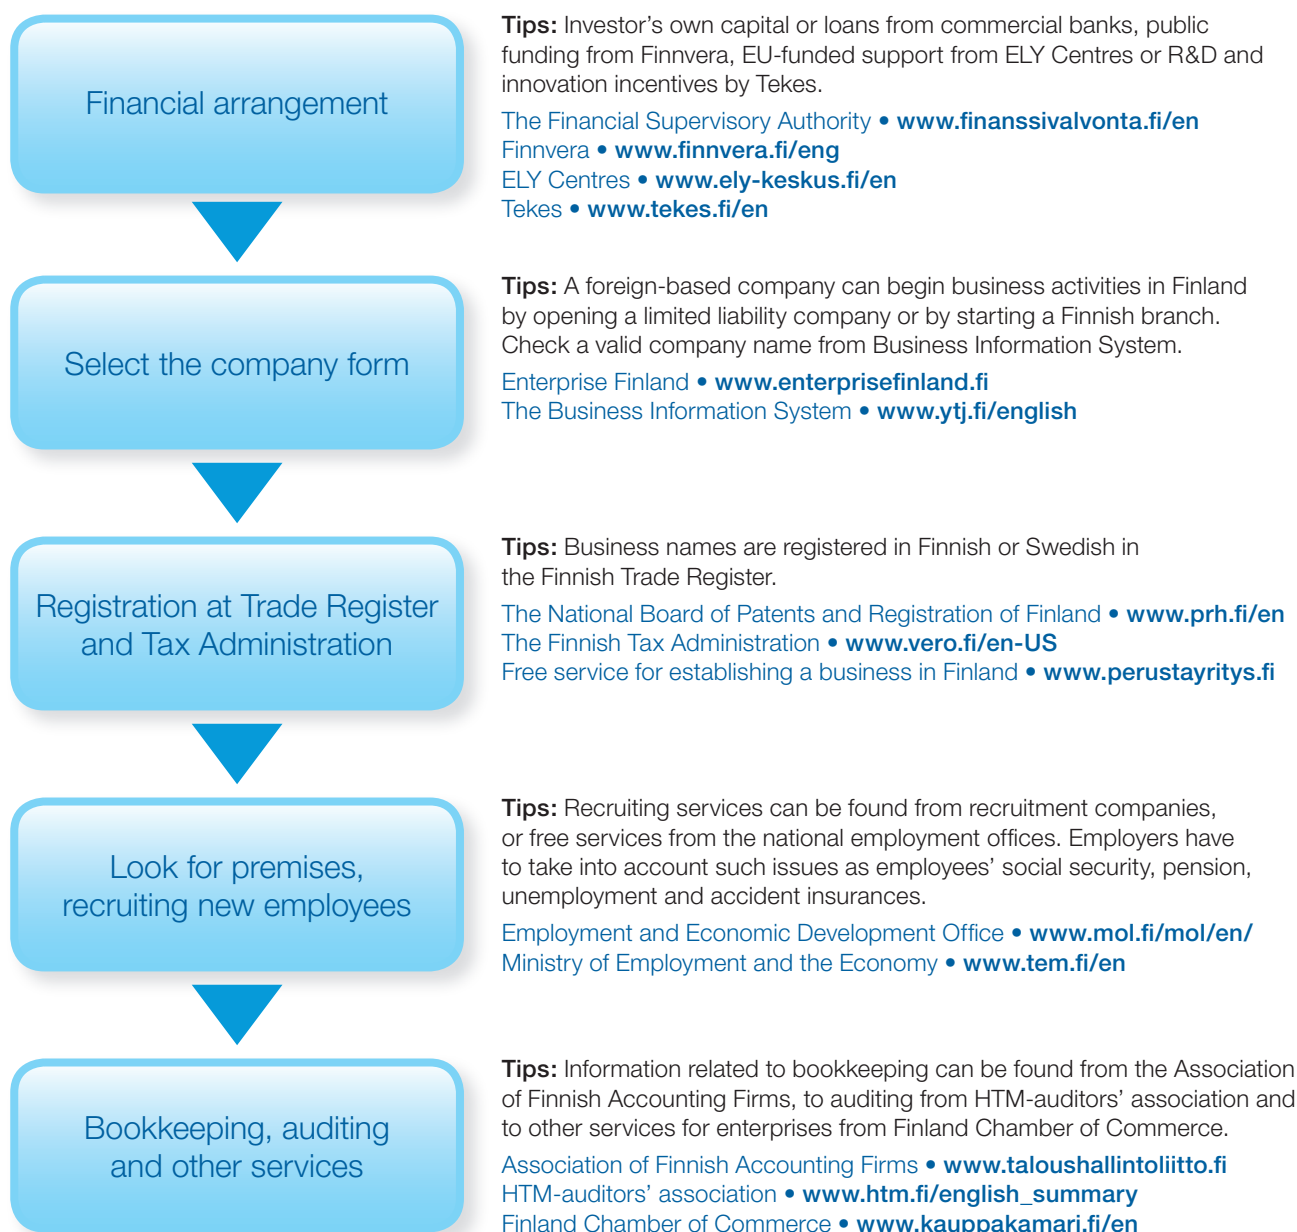 Financial arrangement
Tips: Investor’s own capital or loans from commercial banks, public
funding from Finnvera, EU-funded support from ELY Centres or R&D and
innovation incentives by Tekes.
The Financial Supervisory Authority • www.finanssivalvonta.fi/en
Finnvera • www.finnvera.fi/eng
ELY Centres • www.ely-keskus.fi/en
Tekes • www.tekes.fi/en
Select the company form
Tips: A foreign-based company can begin business activities in Finland
by opening a limited liability company or by starting a Finnish branch.
Check a valid company name from Business Information System.
Enterprise Finland • www.enterprisefinland.fi
The Business Information System • www.ytj.fi/english
Registration at Trade Register
and Tax Administration
Tips: Business names are registered in Finnish or Swedish in
the Finnish Trade Register.
The National Board of Patents and Registration of Finland • www.prh.fi/en
The Finnish Tax Administration • www.vero.fi/en-US
Free service for establishing a business in Finland • www.perustayritys.fi
Look for premises,
recruiting new employees
Tips: Recruiting services can be found from recruitment companies,
or free services from the national employment offices. Employers have
to take into account such issues as employees’ social security, pension,
unemployment and accident insurances.
Employment and Economic Development Office • www.mol.fi/mol/en/
Ministry of Employment and the Economy • www.tem.fi/en
Bookkeeping, auditing
and other services
Tips: Information related to bookkeeping can be found from the Association
of Finnish Accounting Firms, to auditing from HTM-auditors’ association and
to other services for enterprises from Finland Chamber of Commerce.
Association of Finnish Accounting Firms • www.taloushallintoliitto.fi
HTM-auditors’ association • www.htm.fi/english_summary
Finland Chamber of Commerce • www.kauppakamari.fi/en